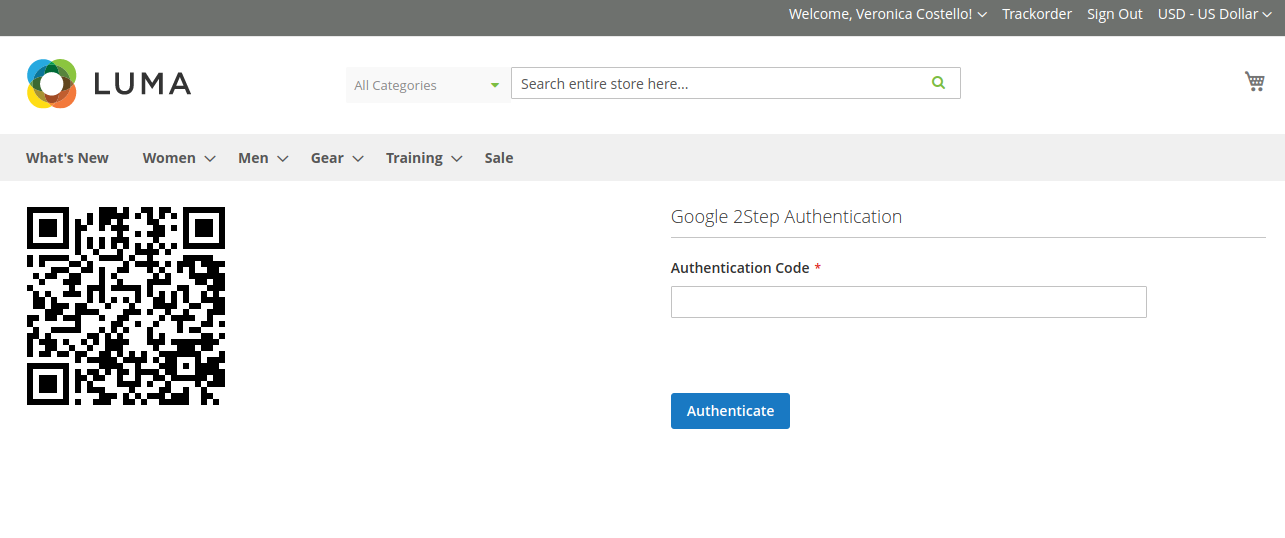 Welcome, Veronica Costello! Trackorder Sign Out USD - US Dollar
LUMA
All Categories Search entire store here...
What's New Women Men Gear Training Sale
Google 2Step Authentication
Authentication Code *
Authenticate